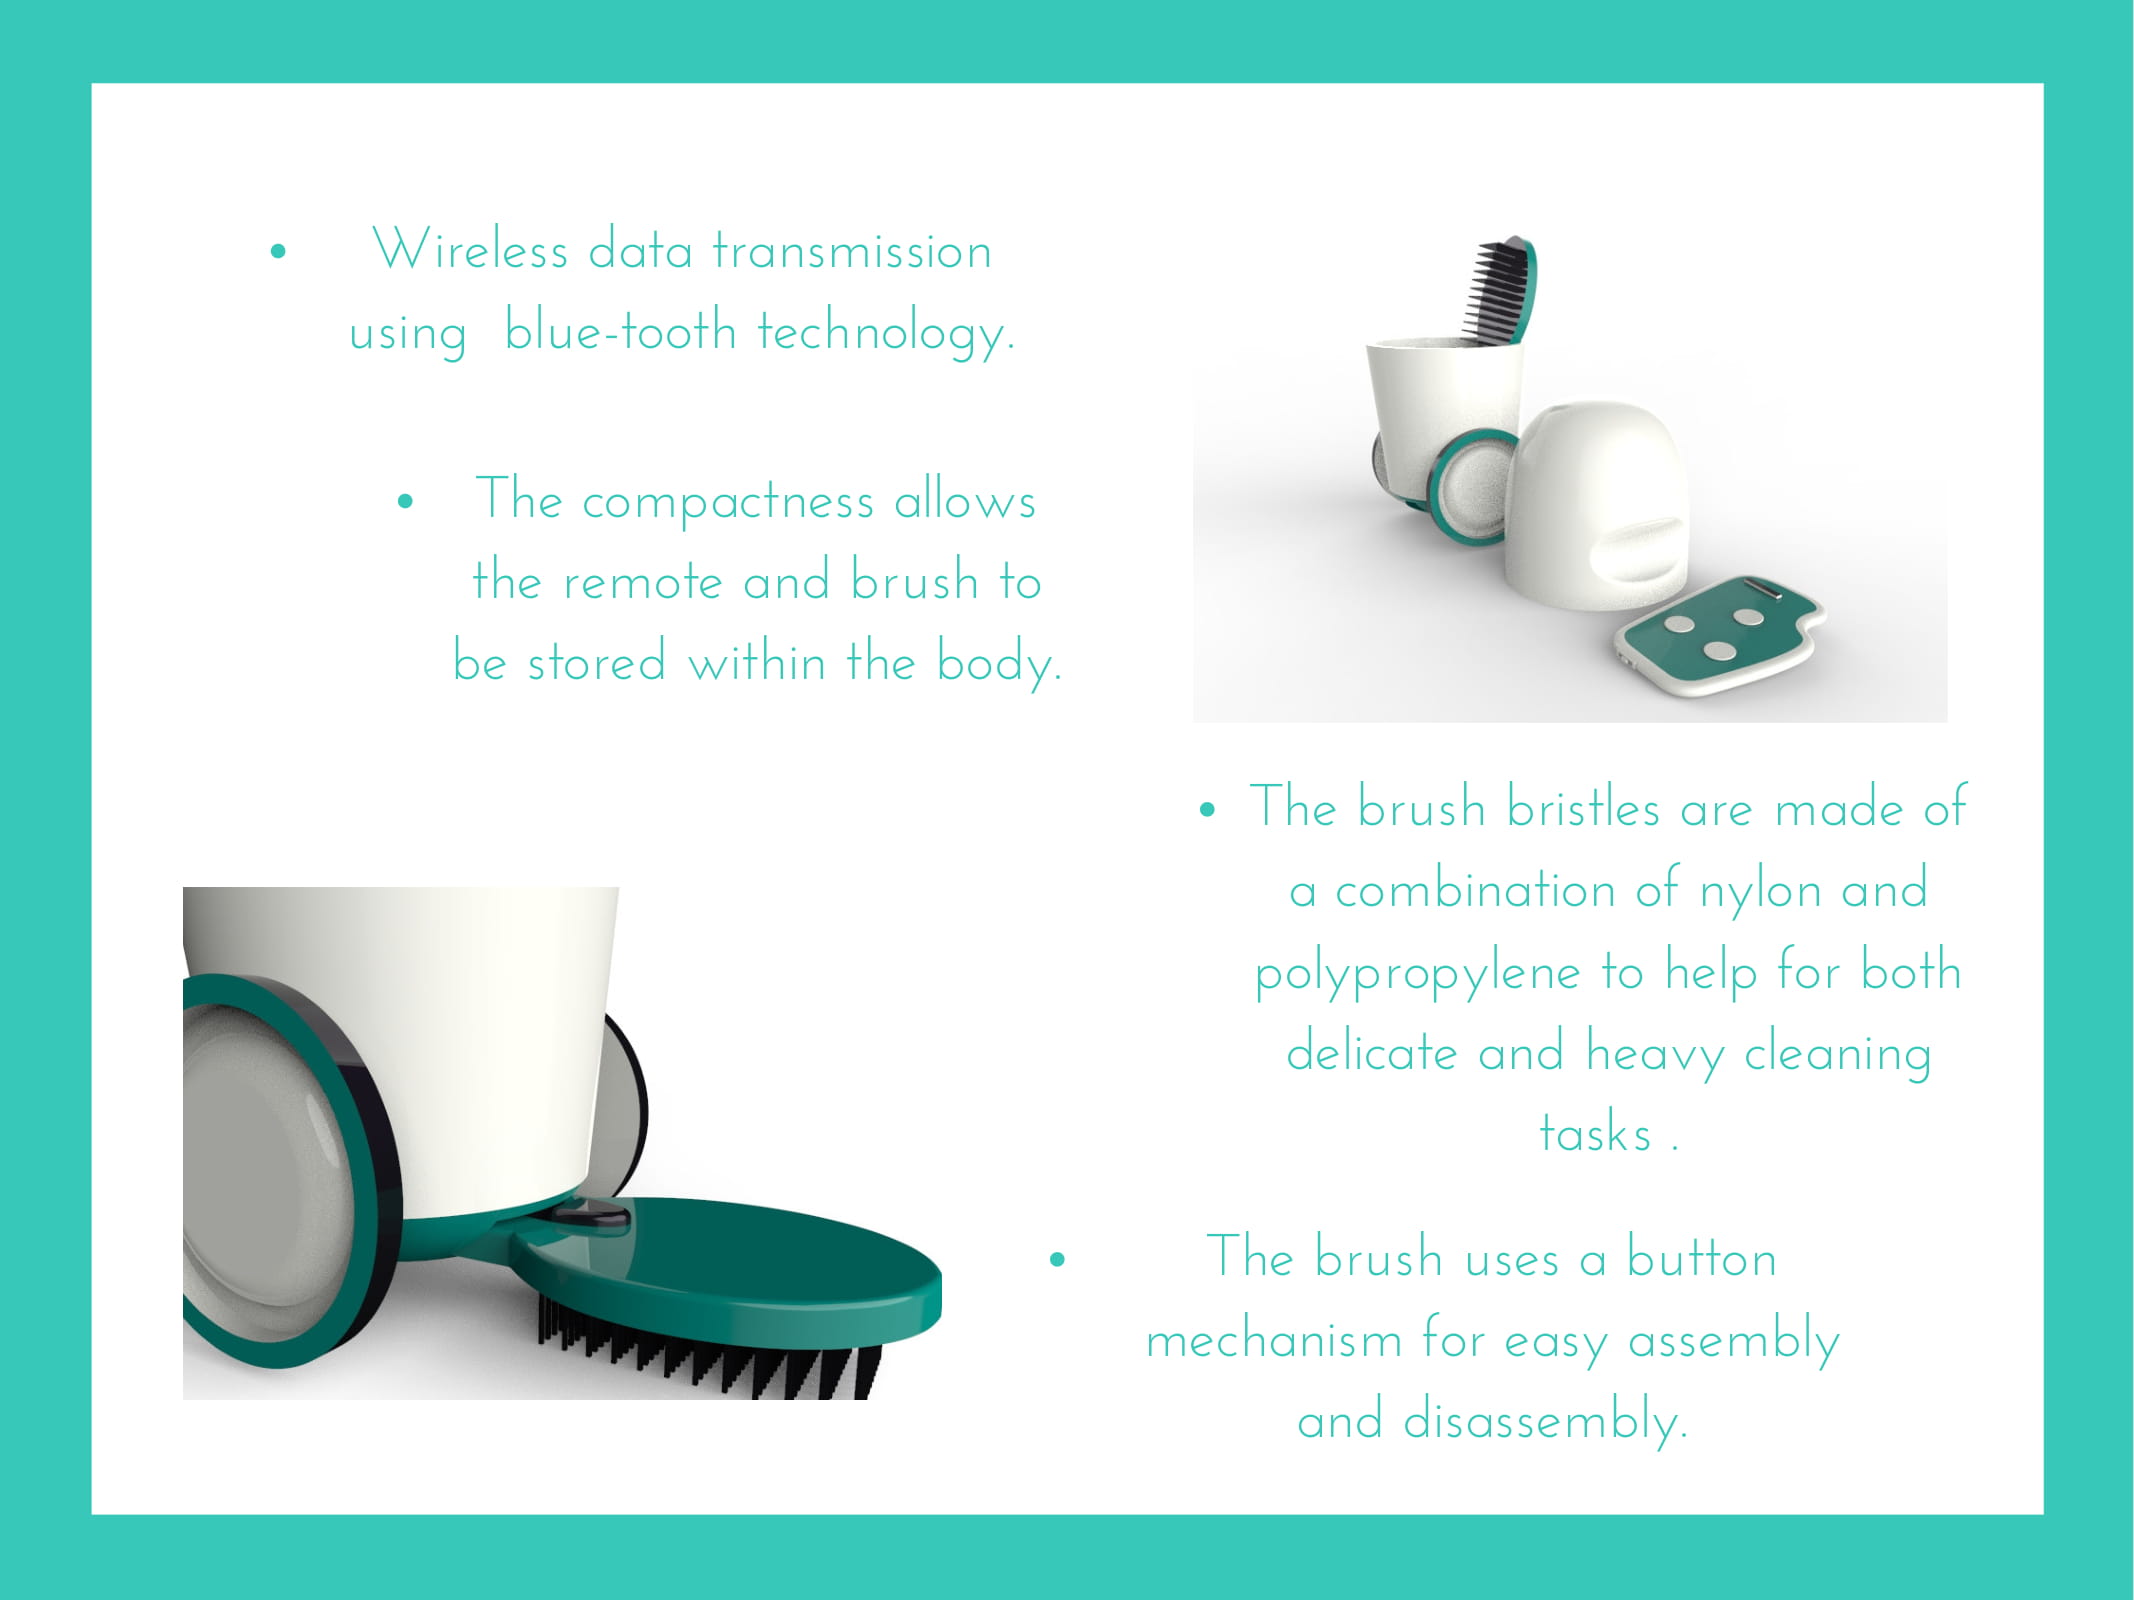 • Wireless data transmission
using  blue-tooth technology.
• The compactness allows
the remote and brush to
be stored within the body.
• The brush bristles are made of
a combination of nylon and
polypropylene to help for both
delicate and heavy cleaning
tasks .
• The brush uses a button
mechanism for easy assembly
and disassembly.